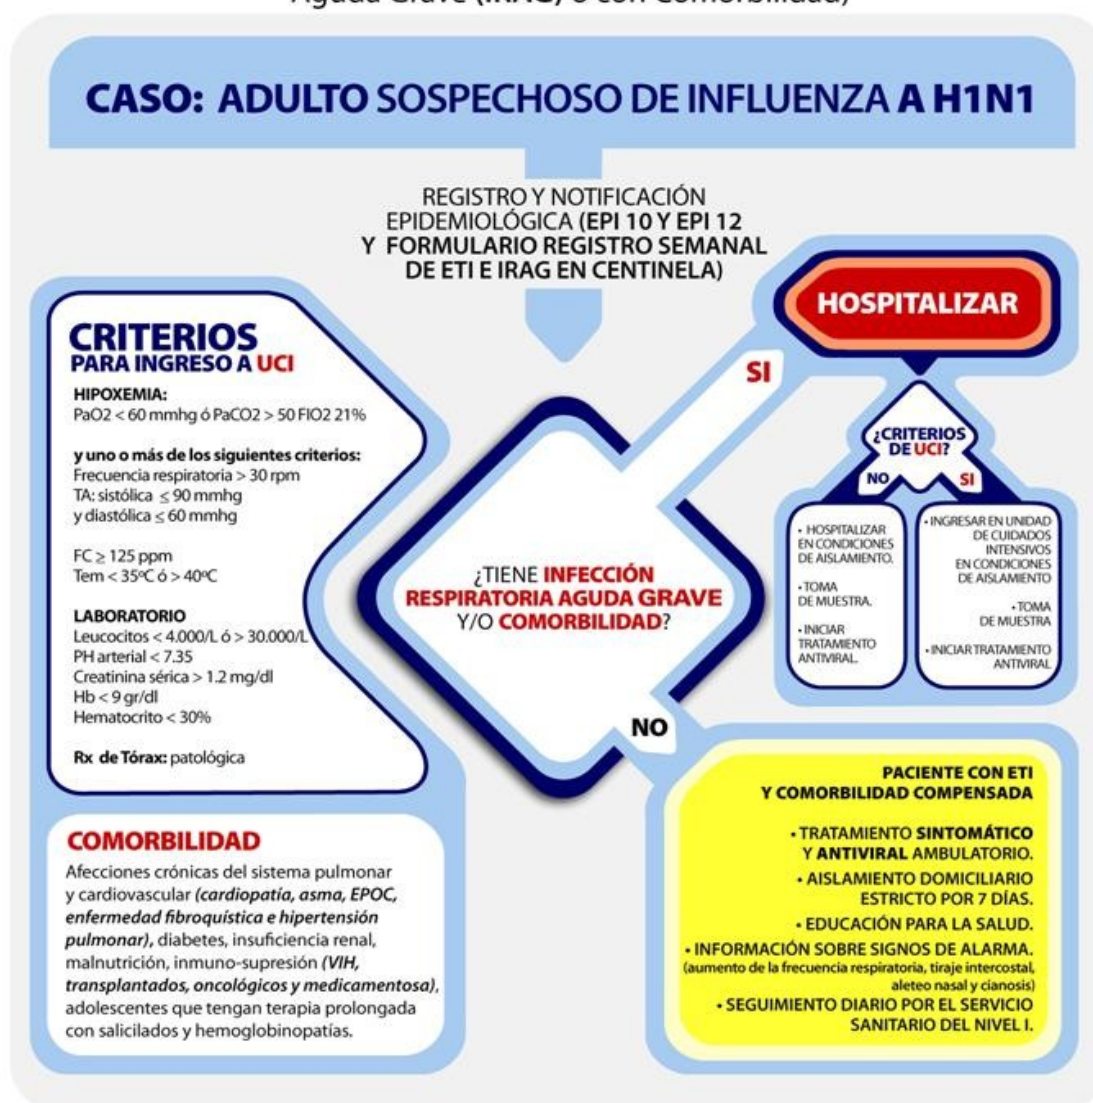 Aguda Grave (IRAG) o con Comorbilidad)
CASO: ADULTO SOSPECHOSO DE INFLUENZA A H1N1
REGISTRO Y NOTIFICACIÓN
EPIDEMIOLÓGICA (EPI 10 Y EPI 12
Y FORMULARIO REGISTRO SEMANAL
DE ETI E IRAG EN CENTINELA)
CRITERIOS
PARA INGRESO A UCI
HIPOXEMIA:
PaO2 < 60 mmhg ó PaCO2 > 50 FIO2 21%
y uno o más de los siguientes criterios:
Frecuencia respiratoria > 30 rpm
TA: sistólica ≤ 90 mmhg
y diastólica ≤ 60 mmhg
FC ≥ 125 ppm
Tem < 35ºC ó > 40ºC
LABORATORIO
Leucocitos < 4.000/L ó > 30.000/L
PH arterial < 7.35
Creatinina sérica > 1.2 mg/dl
Hb < 9 gr/dl
Hematocrito < 30%
Rx de Tórax: patológica
¿TIENE INFECCIÓN
RESPIRATORIA AGUDA GRAVE
Y/O COMORBILIDAD?
SI
HOSPITALIZAR
¿CRITERIOS
DE UCI?
NO
SI
• HOSPITALIZAR
EN CONDICIONES
DE AISLAMIENTO.
• TOMA
DE MUESTRA.
• INICIAR
TRATAMIENTO
ANTIVIRAL.
• INGRESAR EN UNIDAD
DE CUIDADOS
INTENSIVOS
EN CONDICIONES
DE AISLAMIENTO
• TOMA
DE MUESTRA
• INICIAR TRATAMIENTO
ANTIVIRAL
NO
PACIENTE CON ETI
Y COMORBILIDAD COMPENSADA
• TRATAMIENTO SINTOMÁTICO
Y ANTIVIRAL AMBULATORIO.
• AISLAMIENTO DOMICILIARIO
ESTRICTO POR 7 DÍAS.
• EDUCACIÓN PARA LA SALUD.
• INFORMACIÓN SOBRE SIGNOS DE ALARMA.
(aumento de la frecuencia respiratoria, tiraje intercostal,
aleteo nasal y cianosis)
• SEGUIMIENTO DIARIO POR EL SERVICIO
SANITARIO DEL NIVEL I.
COMORBILIDAD
Afecciones crónicas del sistema pulmonar
y cardiovascular (cardiopatía, asma, EPOC,
enfermedad fibroquística e hipertensión
pulmonar), diabetes, insuficiencia renal,
malnutrición, inmuno-supresión (VIH,
transplantados, oncológicos y medicamentosa),
adolescentes que tengan terapia prolongada
con salicilados y hemoglobinopatías.